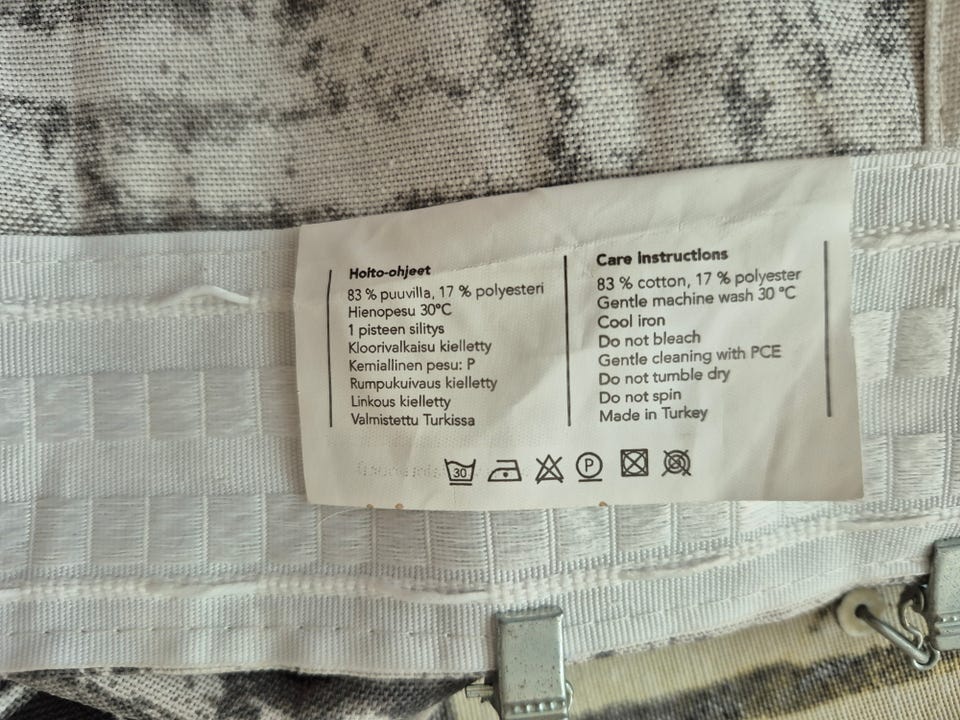 Hoito-ohjeet
83 % puuvilla, 17 % polyesteri
Hienopesu 30°C
1 pisteen silitys
Kloorivalkaisu kielletty
Kemiallinen pesu: P
Rumpukuivaus kielletty
Linkous kielletty
Valmistettu Turkissa
Care instructions
83 % cotton, 17 % polyester
Gentle machine wash 30 °C
Cool iron
Do not bleach
Gentle cleaning with PCE
Do not tumble dry
Do not spin
Made in Turkey
30 P